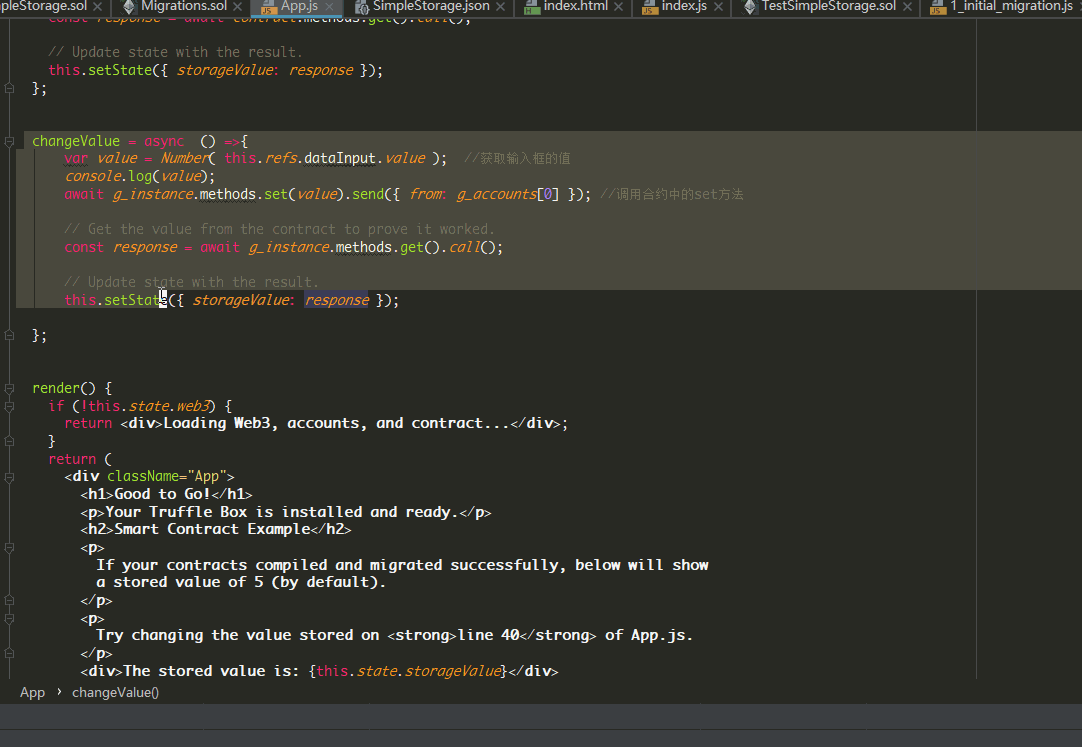 pleStorage.sol Migrations.sol App.js SimpleStorage.json index.html index.js TestSimpleStorage.sol 1_initial_migration.js
const response = await contract.methods.get().call();
// Update state with the result.
this.setState({ storageValue: response });
};
changeValue = async () =>{
var value = Number( this.refs.dataInput.value ); //获取输入框的值
console.log(value);
await g_instance.methods.set(value).send({ from: g_accounts[0] }); //调用合约中的set方法
// Get the value from the contract to prove it worked.
const response = await g_instance.methods.get().call();
// Update state with the result.
this.setState({ storageValue: response });
};
render() {
if (!this.state.web3) {
return <div>Loading Web3, accounts, and contract...</div>;
}
return (
<div className="App">
<h1>Good to Go!</h1>
<p>Your Truffle Box is installed and ready.</p>
<h2>Smart Contract Example</h2>
<p>
If your contracts compiled and migrated successfully, below will show
a stored value of 5 (by default).
</p>
<p>
Try changing the value stored on <strong>line 40</strong> of App.js.
</p>
<div>The stored value is: {this.state.storageValue}</div>
App › changeValue()